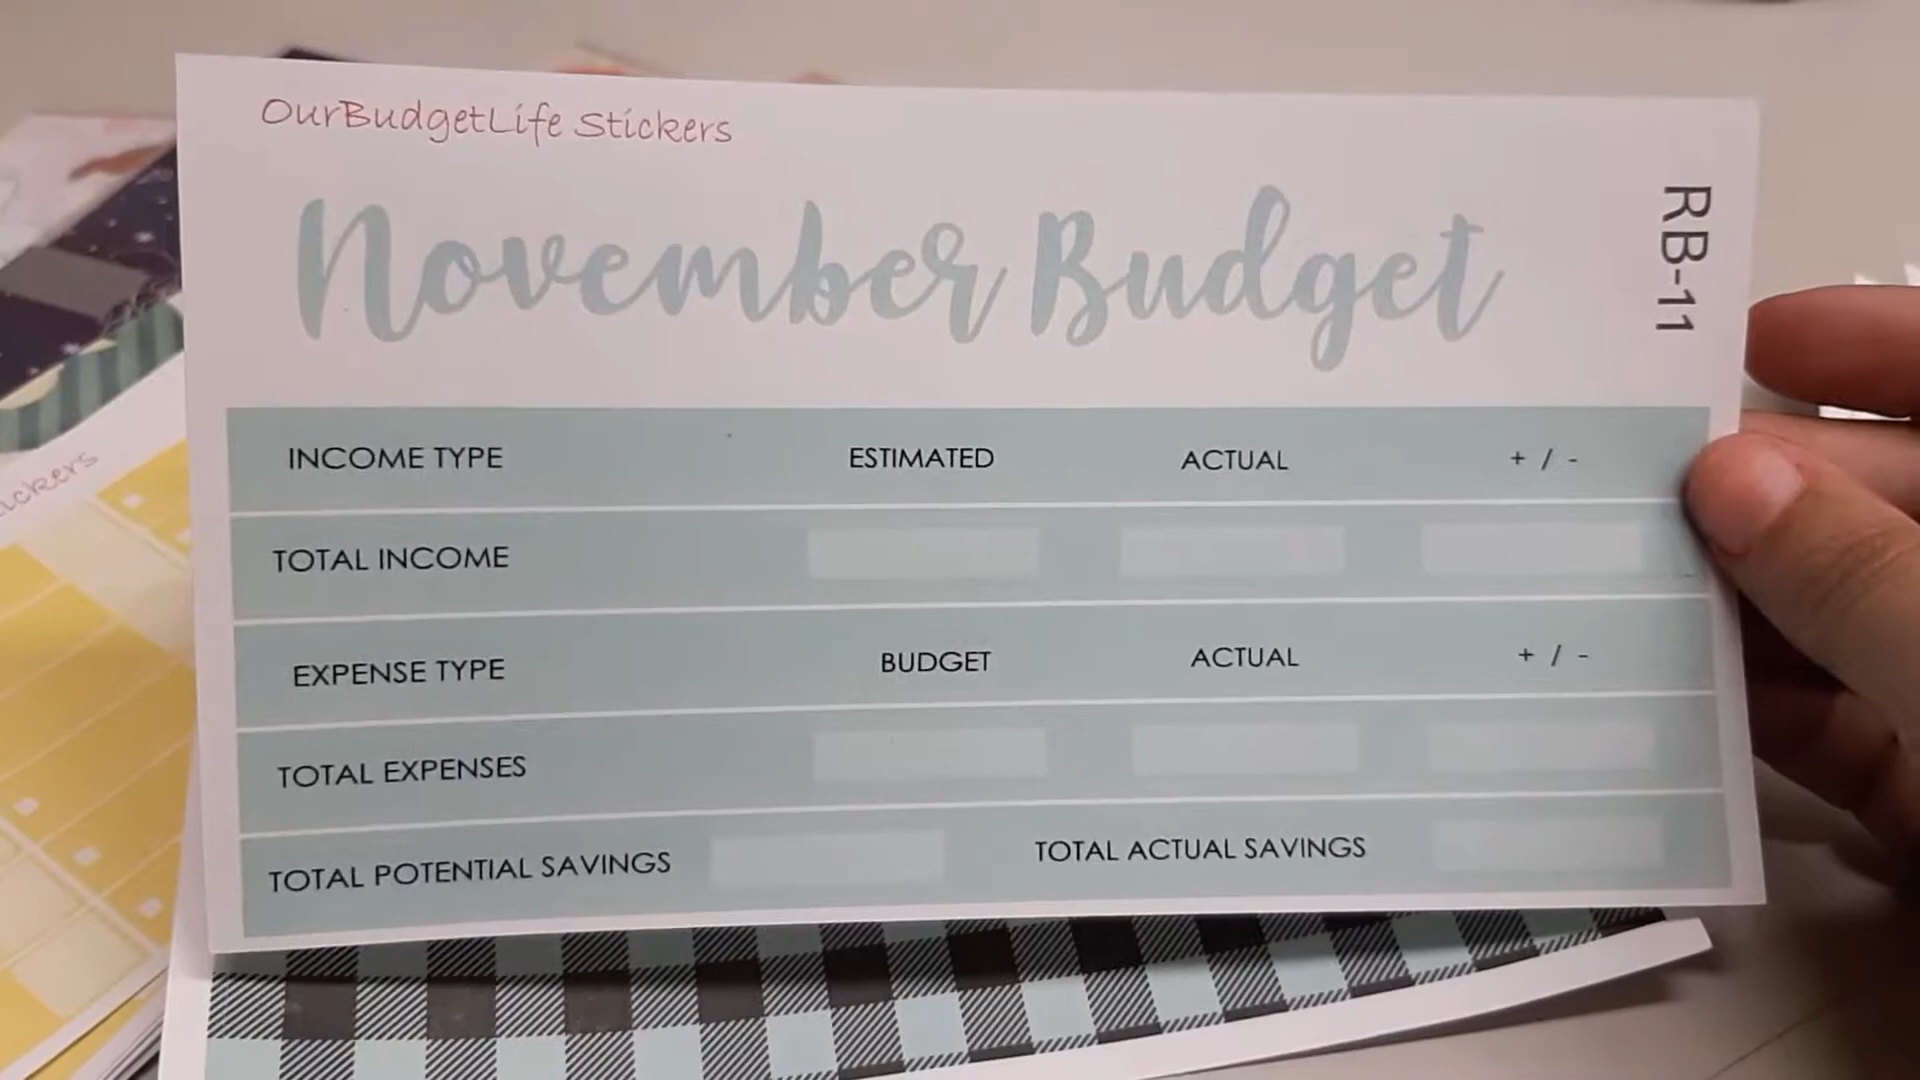 OurBudgetLife Stickers
November Budget
RB-11
INCOME TYPE ESTIMATED ACTUAL + / -
TOTAL INCOME
EXPENSE TYPE BUDGET ACTUAL + / -
TOTAL EXPENSES
TOTAL POTENTIAL SAVINGS TOTAL ACTUAL SAVINGS